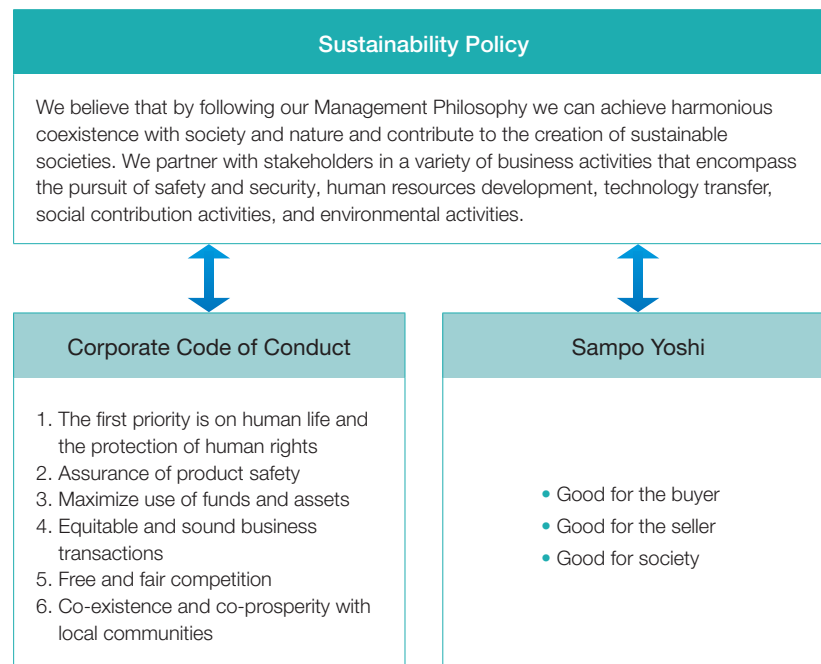 Sustainability Policy
We believe that by following our Management Philosophy we can achieve harmonious
coexistence with society and nature and contribute to the creation of sustainable
societies. We partner with stakeholders in a variety of business activities that encompass
the pursuit of safety and security, human resources development, technology transfer,
social contribution activities, and environmental activities.
Corporate Code of Conduct
1. The first priority is on human life and
the protection of human rights
2. Assurance of product safety
3. Maximize use of funds and assets
4. Equitable and sound business
transactions
5. Free and fair competition
6. Co-existence and co-prosperity with
local communities
Sampo Yoshi
• Good for the buyer
• Good for the seller
• Good for society